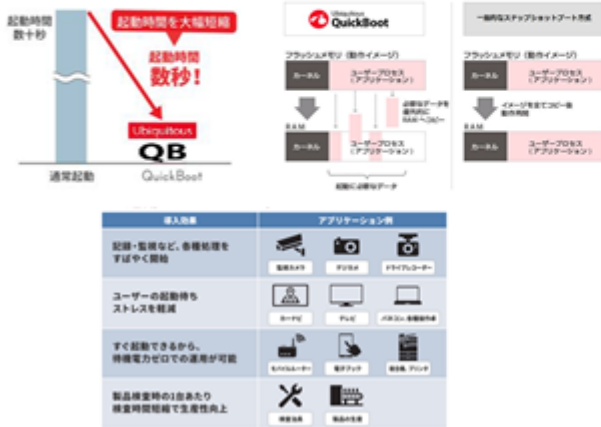 起動時間
数十秒
起動時間を大幅短縮
起動時間
数秒！
Ubiquitous
QB
通常起動
QuickBoot
Ubiquitous
QuickBoot
フラッシュメモリ（動作イメージ）
カーネル
ユーザープロセス
（アプリケーション）
必要なデータを
優先的に
RAMへコピー
RAM
カーネル
ユーザープロセス
（アプリケーション）
起動に必要なデータ
一般的なスナップショットブート方式
フラッシュメモリ（動作イメージ）
カーネル
ユーザープロセス
（アプリケーション）
イメージを全てコピー後
動作再開
RAM
カーネル
ユーザープロセス
（アプリケーション）
導入効果
アプリケーション例
記録・監視など、各種処理を
すばやく開始
監視カメラ
デジカメ
ドライブレコーダー
ユーザーの起動待ち
ストレスを軽減
カーナビ
テレビ
すぐ起動できるから、
待機電力ゼロでの運用が可能
モバイルルーター
電子ブック
複合機、プリンタ
製品検査時の1台あたり
検査時間短縮で生産性向上
検査治具
製品の生産